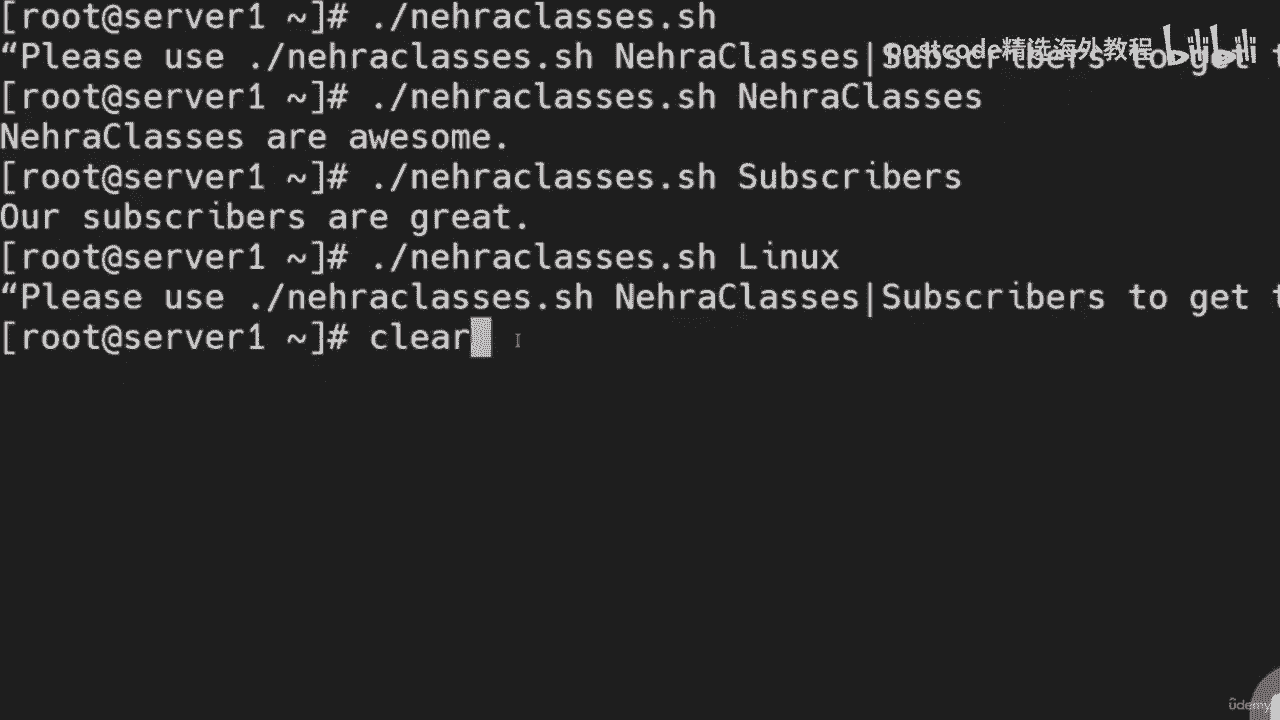 [root@server1 ~]# ./nehraclasses.sh
“Please use ./nehraclasses.sh NehraClasses|Subscribers to get
postcode精选海外教程 bilibili
[root@server1 ~]# ./nehraclasses.sh NehraClasses
NehraClasses are awesome.
[root@server1 ~]# ./nehraclasses.sh Subscribers
Our subscribers are great.
[root@server1 ~]# ./nehraclasses.sh Linux
“Please use ./nehraclasses.sh NehraClasses|Subscribers to get
[root@server1 ~]# clear
ûdemy